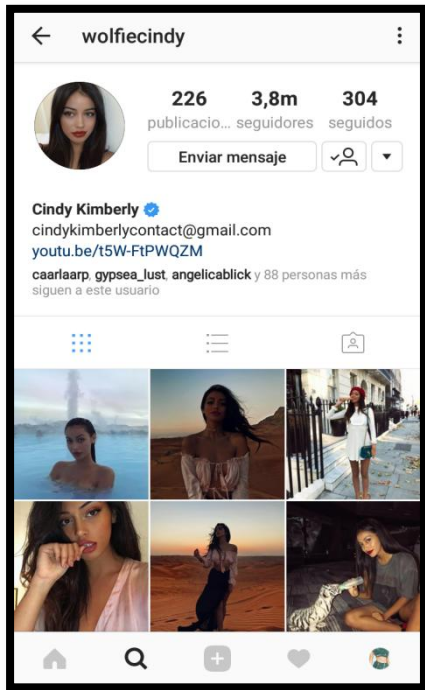 wolfiecindy
226 3,8m 304
publicacio... seguidores seguidos
Enviar mensaje
Cindy Kimberly
cindykimberlycontact@gmail.com
youtu.be/t5W-FtPWQZM
caarlaarp, gypsea_lust, angelicablick y 88 personas más
siguen a este usuario